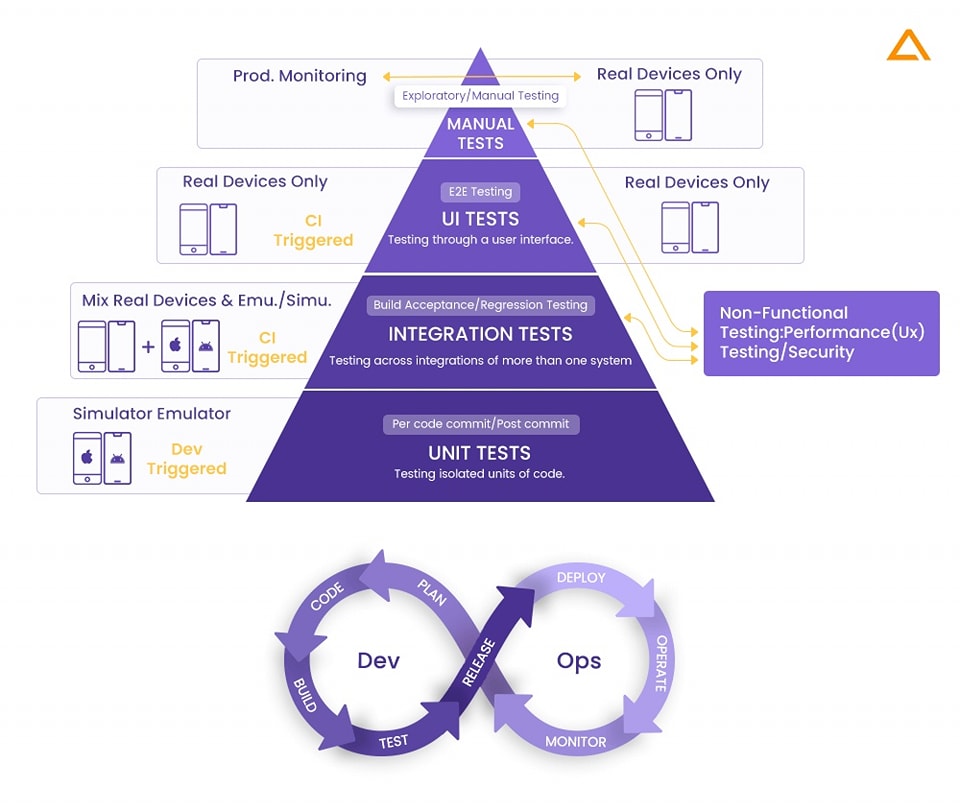 Prod. Monitoring
Real Devices Only
Exploratory/Manual Testing
MANUAL
TESTS
Real Devices Only
CI
Triggered
E2E Testing
UI TESTS
Testing through a user interface.
Real Devices Only
Mix Real Devices & Emu./Simu.
CI
Triggered
Build Acceptance/Regression Testing
INTEGRATION TESTS
Testing across integrations of more than one system
Non-Functional
Testing:Performance(Ux)
Testing/Security
Simulator Emulator
Dev
Triggered
Per code commit/Post commit
UNIT TESTS
Testing isolated units of code.
Dev
PLAN
CODE
BUILD
TEST
RELEASE
Ops
DEPLOY
OPERATE
MONITOR